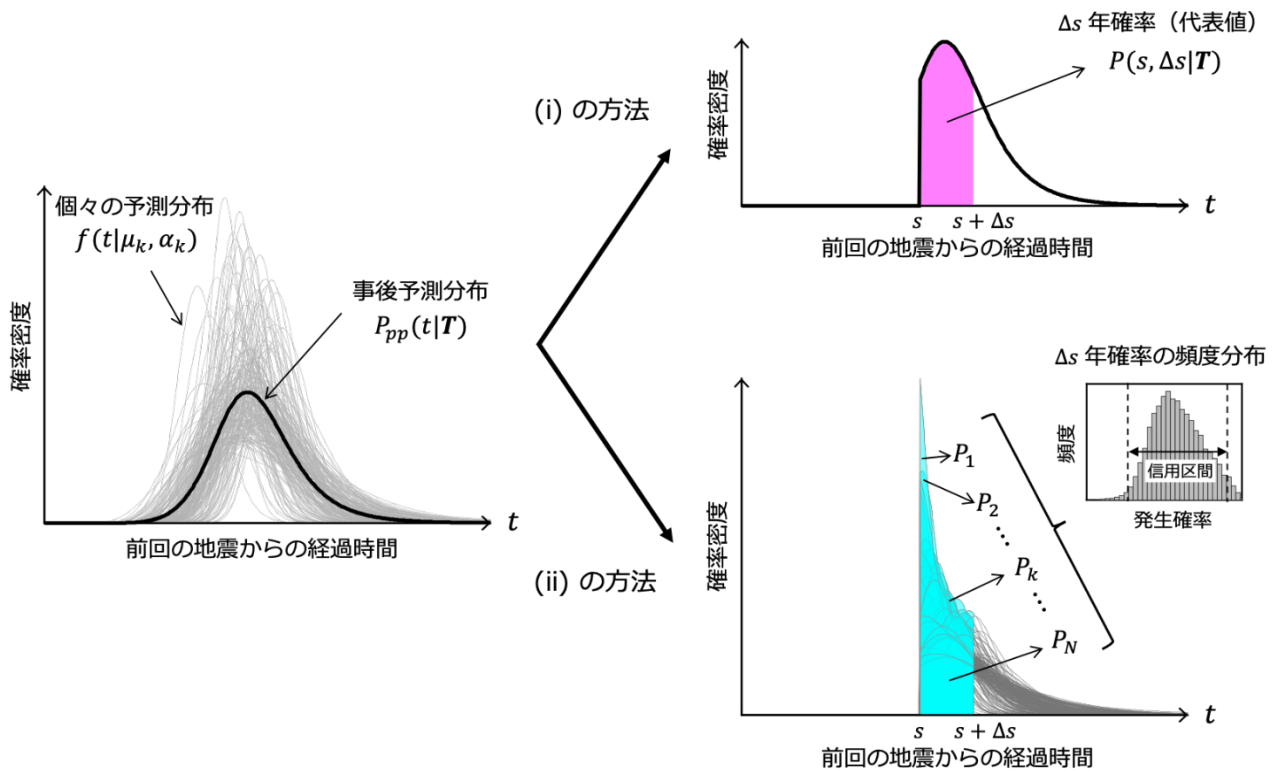 個々の予測分布
f(t|μ_k, α_k)
事後予測分布
P_{pp}(t|T)
確率密度
t
前回の地震からの経過時間
(i) の方法
(ii) の方法
Δs 年確率（代表値）
P(s, Δs|T)
確率密度
t
s s + Δs
前回の地震からの経過時間
Δs 年確率の頻度分布
頻度
信用区間
発生確率
P_1
P_2
P_k
P_N
確率密度
t
s s + Δs
前回の地震からの経過時間